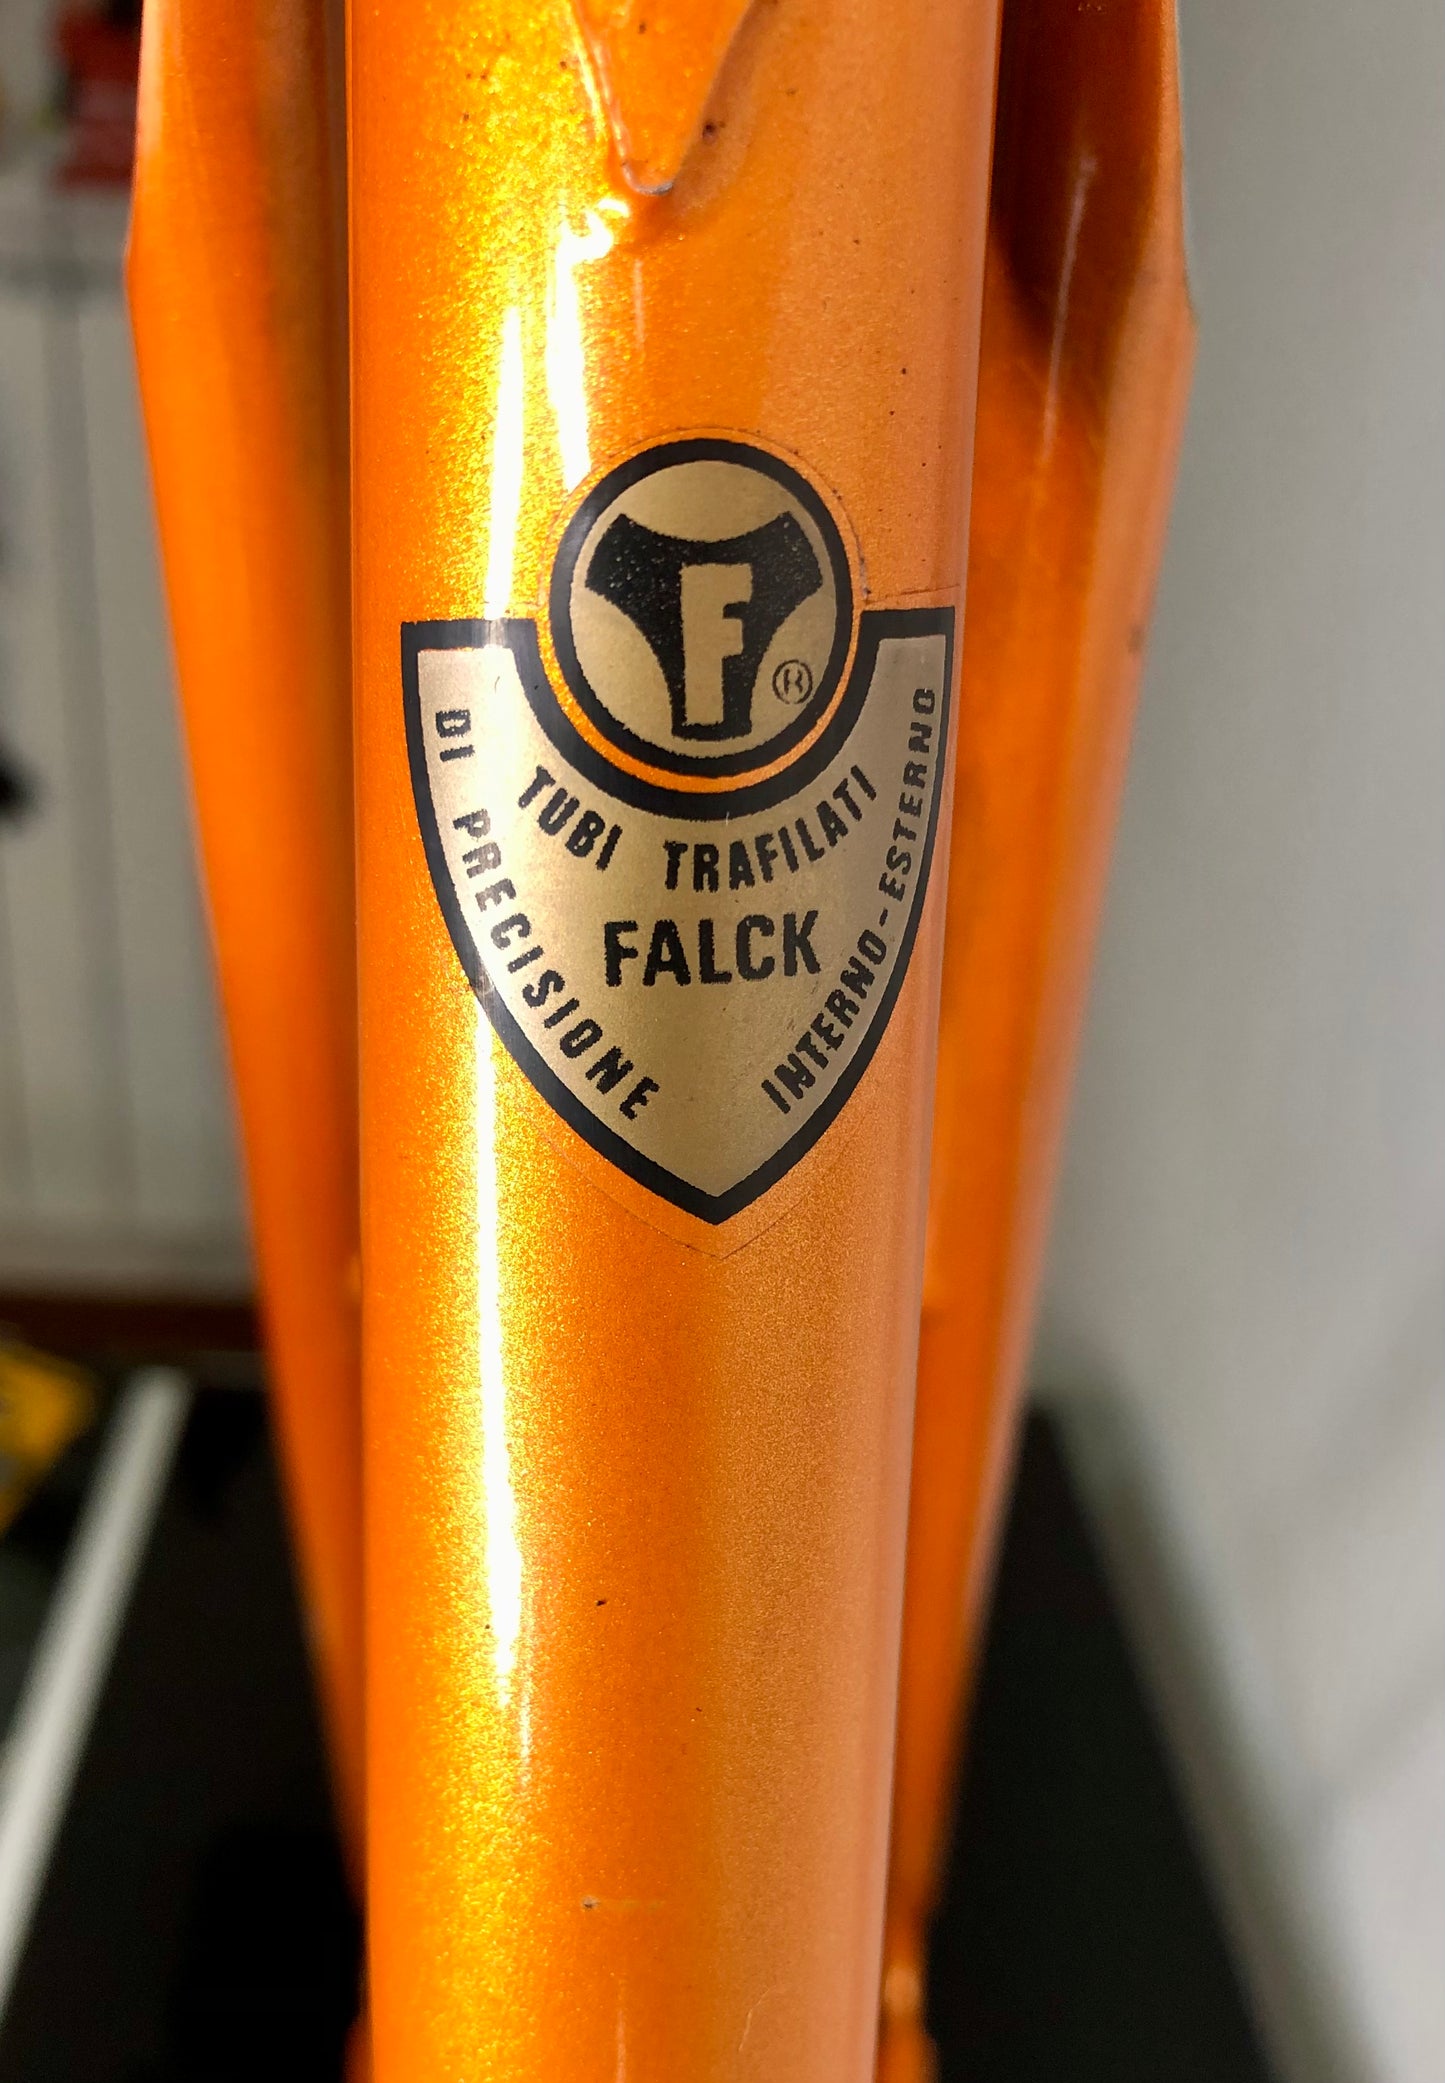 F
®
TUBI TRAFILATI
FALCK
DI PRECISIONE
INTERNO-ESTERNO